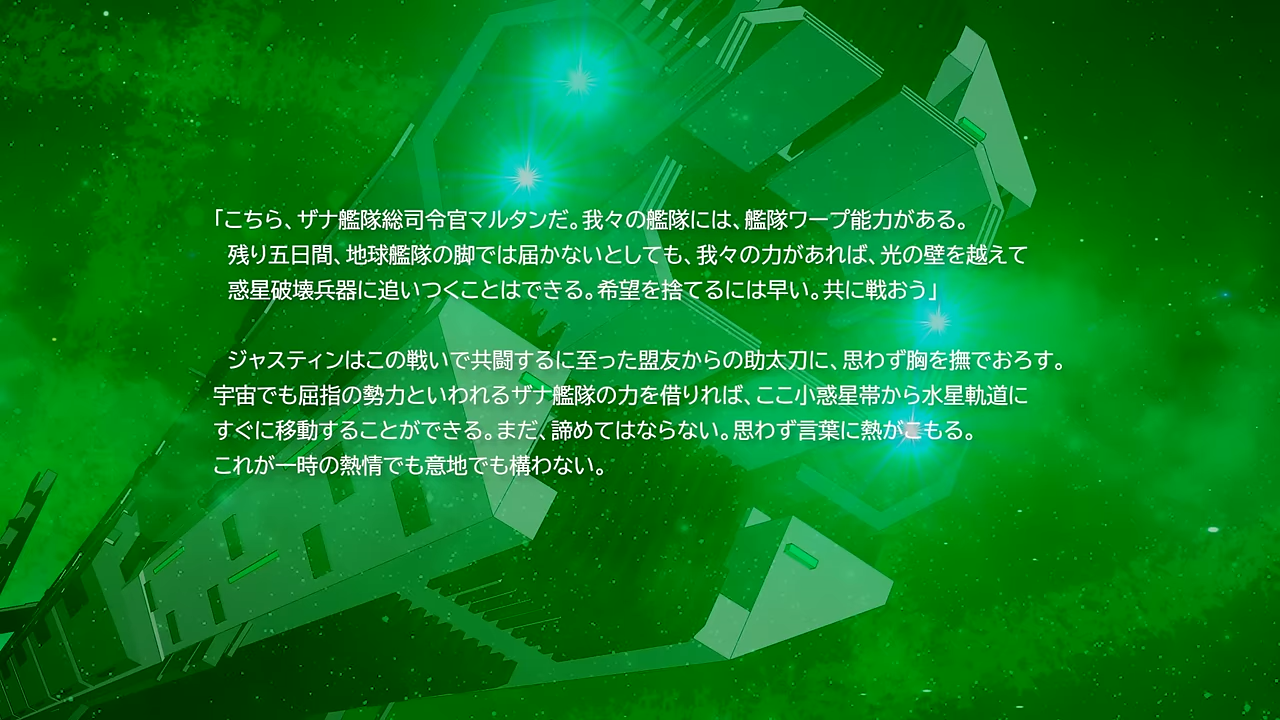 「こちら、ザナ艦隊総司令官マルタンだ。我々の艦隊には、艦隊ワープ能力がある。
残り五日間、地球艦隊の脚では届かないとしても、我々の力があれば、光の壁を越えて
惑星破壊兵器に追いつくことはできる。希望を捨てるには早い。共に戦おう」
ジャスティンはこの戦いで共闘するに至った盟友からの助太刀に、思わず胸を撫でおろす。
宇宙でも屈指の勢力といわれるザナ艦隊の力を借りれば、ここ小惑星帯から水星軌道に
すぐに移動することができる。まだ、諦めてはならない。思わず言葉に熱がこもる。
これが一時の熱情でも意地でも構わない。